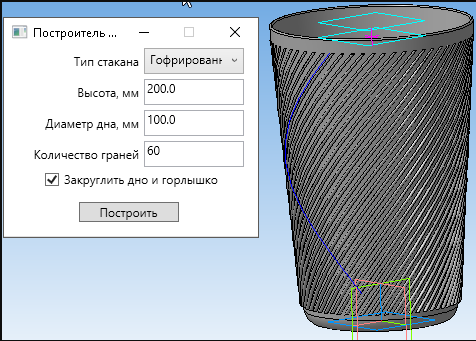 Построитель ...
Тип стакана Гофрирован
Высота, мм 200.0
Диаметр дна, мм 100.0
Количество граней 60
Закруглить дно и горлышко
Построить